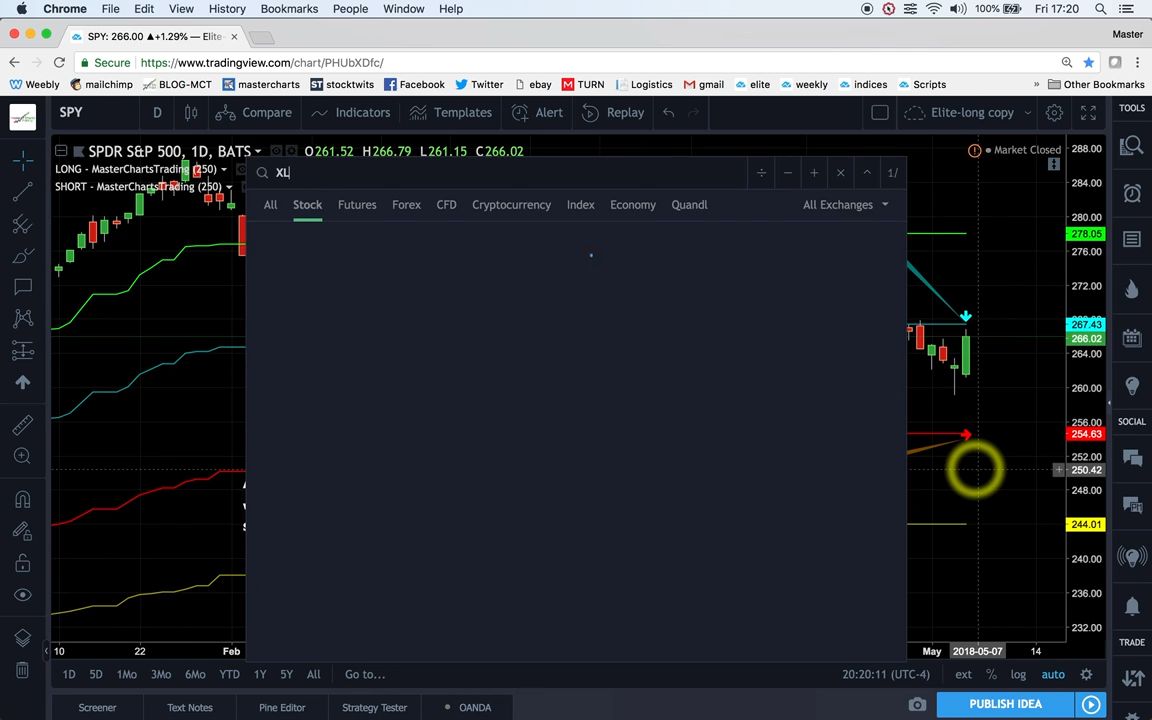 Chrome File Edit View History Bookmarks People Window Help 100% Fri 17:20
SPY: 266.00 ▲+1.29% — Elite- × Master
Secure https://www.tradingview.com/chart/PHUbXDfc/
Weebly mailchimp BLOG-MCT mastercharts ST stocktwits Facebook Twitter ebay M TURN Logistics gmail elite weekly indices Scripts » Other Bookmarks
SPY D Compare Indicators Templates Alert Replay Elite-long copy TOOLS
SPDR S&P 500, 1D, BATS O261.52 H266.79 L261.15 C266.02 Market Closed 288.00
LONG - MasterChartsTrading (250)
XL ÷ − + × ^ 1/
SHORT - MasterChartsTrading (250) 284.00
All Stock Futures Forex CFD Cryptocurrency Index Economy Quandl All Exchanges
280.00
278.05
276.00
272.00
267.43
266.02
264.00
260.00
256.00
SOCIAL
254.63
252.00
+ 250.42
248.00
244.01
240.00
236.00
232.00
TRADE
10 22 Feb May 2018-05-07 14
1D 5D 1Mo 3Mo 6Mo YTD 1Y 5Y All Go to... 20:20:11 (UTC-4) ext % log auto
Screener Text Notes Pine Editor Strategy Tester OANDA PUBLISH IDEA